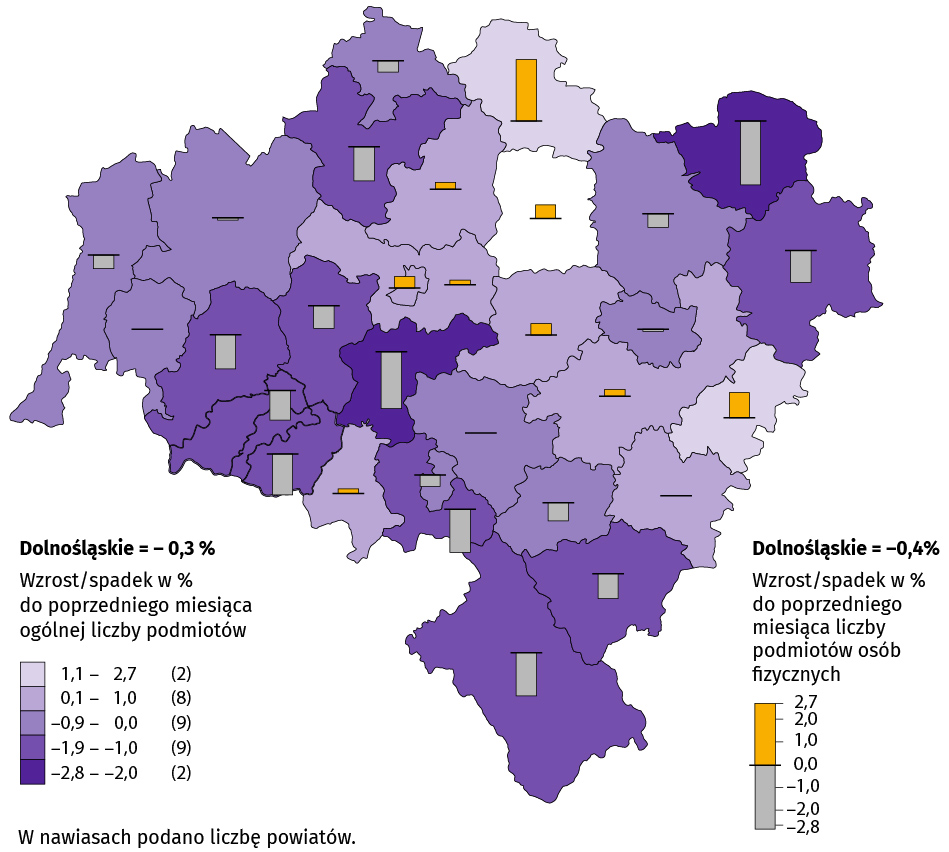 Dolnośląskie = – 0,3 %
Wzrost/spadek w %
do poprzedniego miesiąca
ogólnej liczby podmiotów
1,1 – 2,7 (2)
0,1 – 1,0 (8)
–0,9 – 0,0 (9)
–1,9 – –1,0 (9)
–2,8 – –2,0 (2)
W nawiasach podano liczbę powiatów.
Dolnośląskie = –0,4%
Wzrost/spadek w %
do poprzedniego
miesiąca liczby
podmiotów osób
fizycznych
2,7
2,0
1,0
0,0
–1,0
–2,0
–2,8